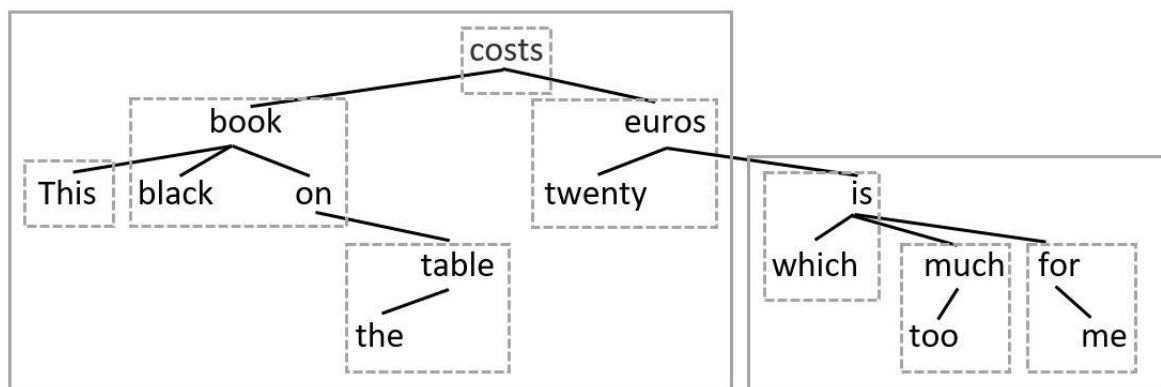 costs
book euros
This black on twenty is
table which much for
the too me